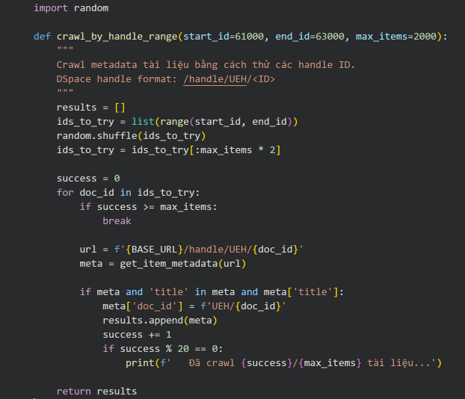 import random

def crawl_by_handle_range(start_id=61000, end_id=63000, max_items=2000):
    """
    Crawl metadata tài liệu bằng cách thử các handle ID.
    DSpace handle format: /handle/UEH/<ID>
    """
    results = []
    ids_to_try = list(range(start_id, end_id))
    random.shuffle(ids_to_try)
    ids_to_try = ids_to_try[:max_items * 2]

    success = 0
    for doc_id in ids_to_try:
        if success >= max_items:
            break

        url = f'{BASE_URL}/handle/UEH/{doc_id}'
        meta = get_item_metadata(url)

        if meta and 'title' in meta and meta['title']:
            meta['doc_id'] = f'UEH/{doc_id}'
            results.append(meta)
            success += 1
            if success % 20 == 0:
                print(f'   Đã crawl {success}/{max_items} tài liệu...')

    return results